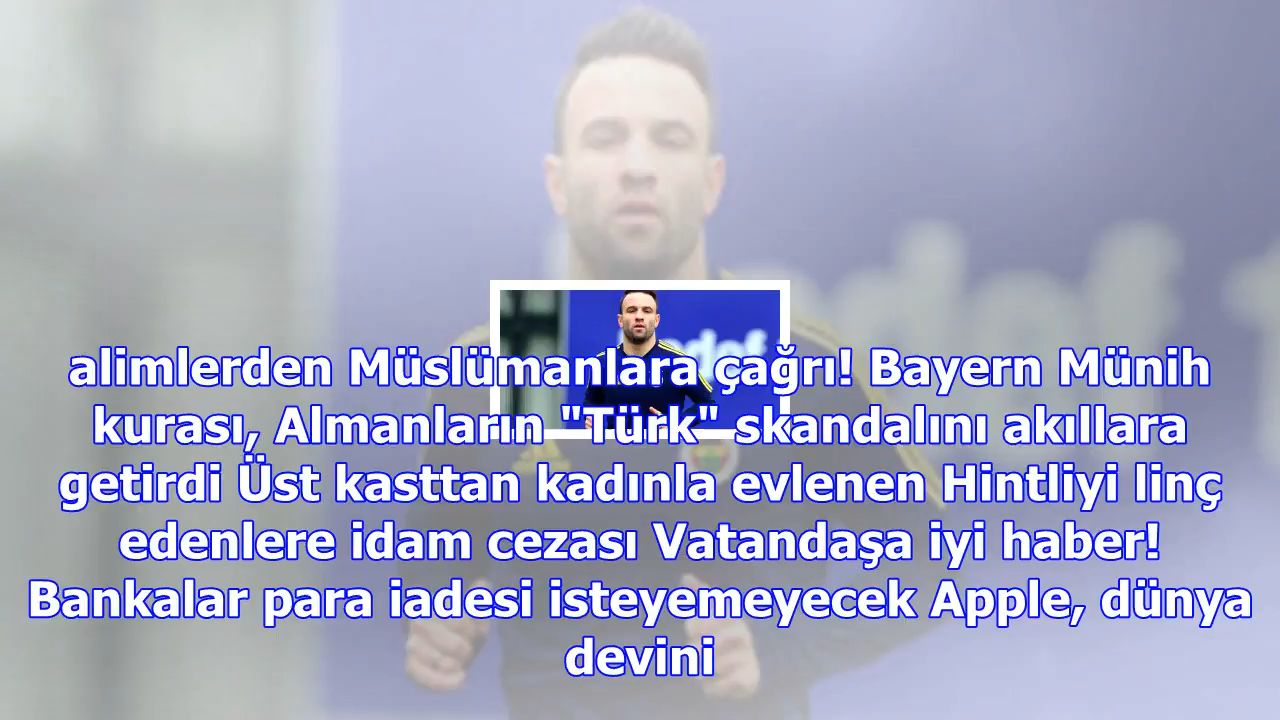 alimlerden Müslümanlara çağrı! Bayern Münih
kurası, Almanların "Türk" skandalını akıllara
getirdi Üst kasttan kadınla evlenen Hintliyi linç
edenlere idam cezası Vatandaşa iyi haber!
Bankalar para iadesi isteyemeyecek Apple, dünya
devini